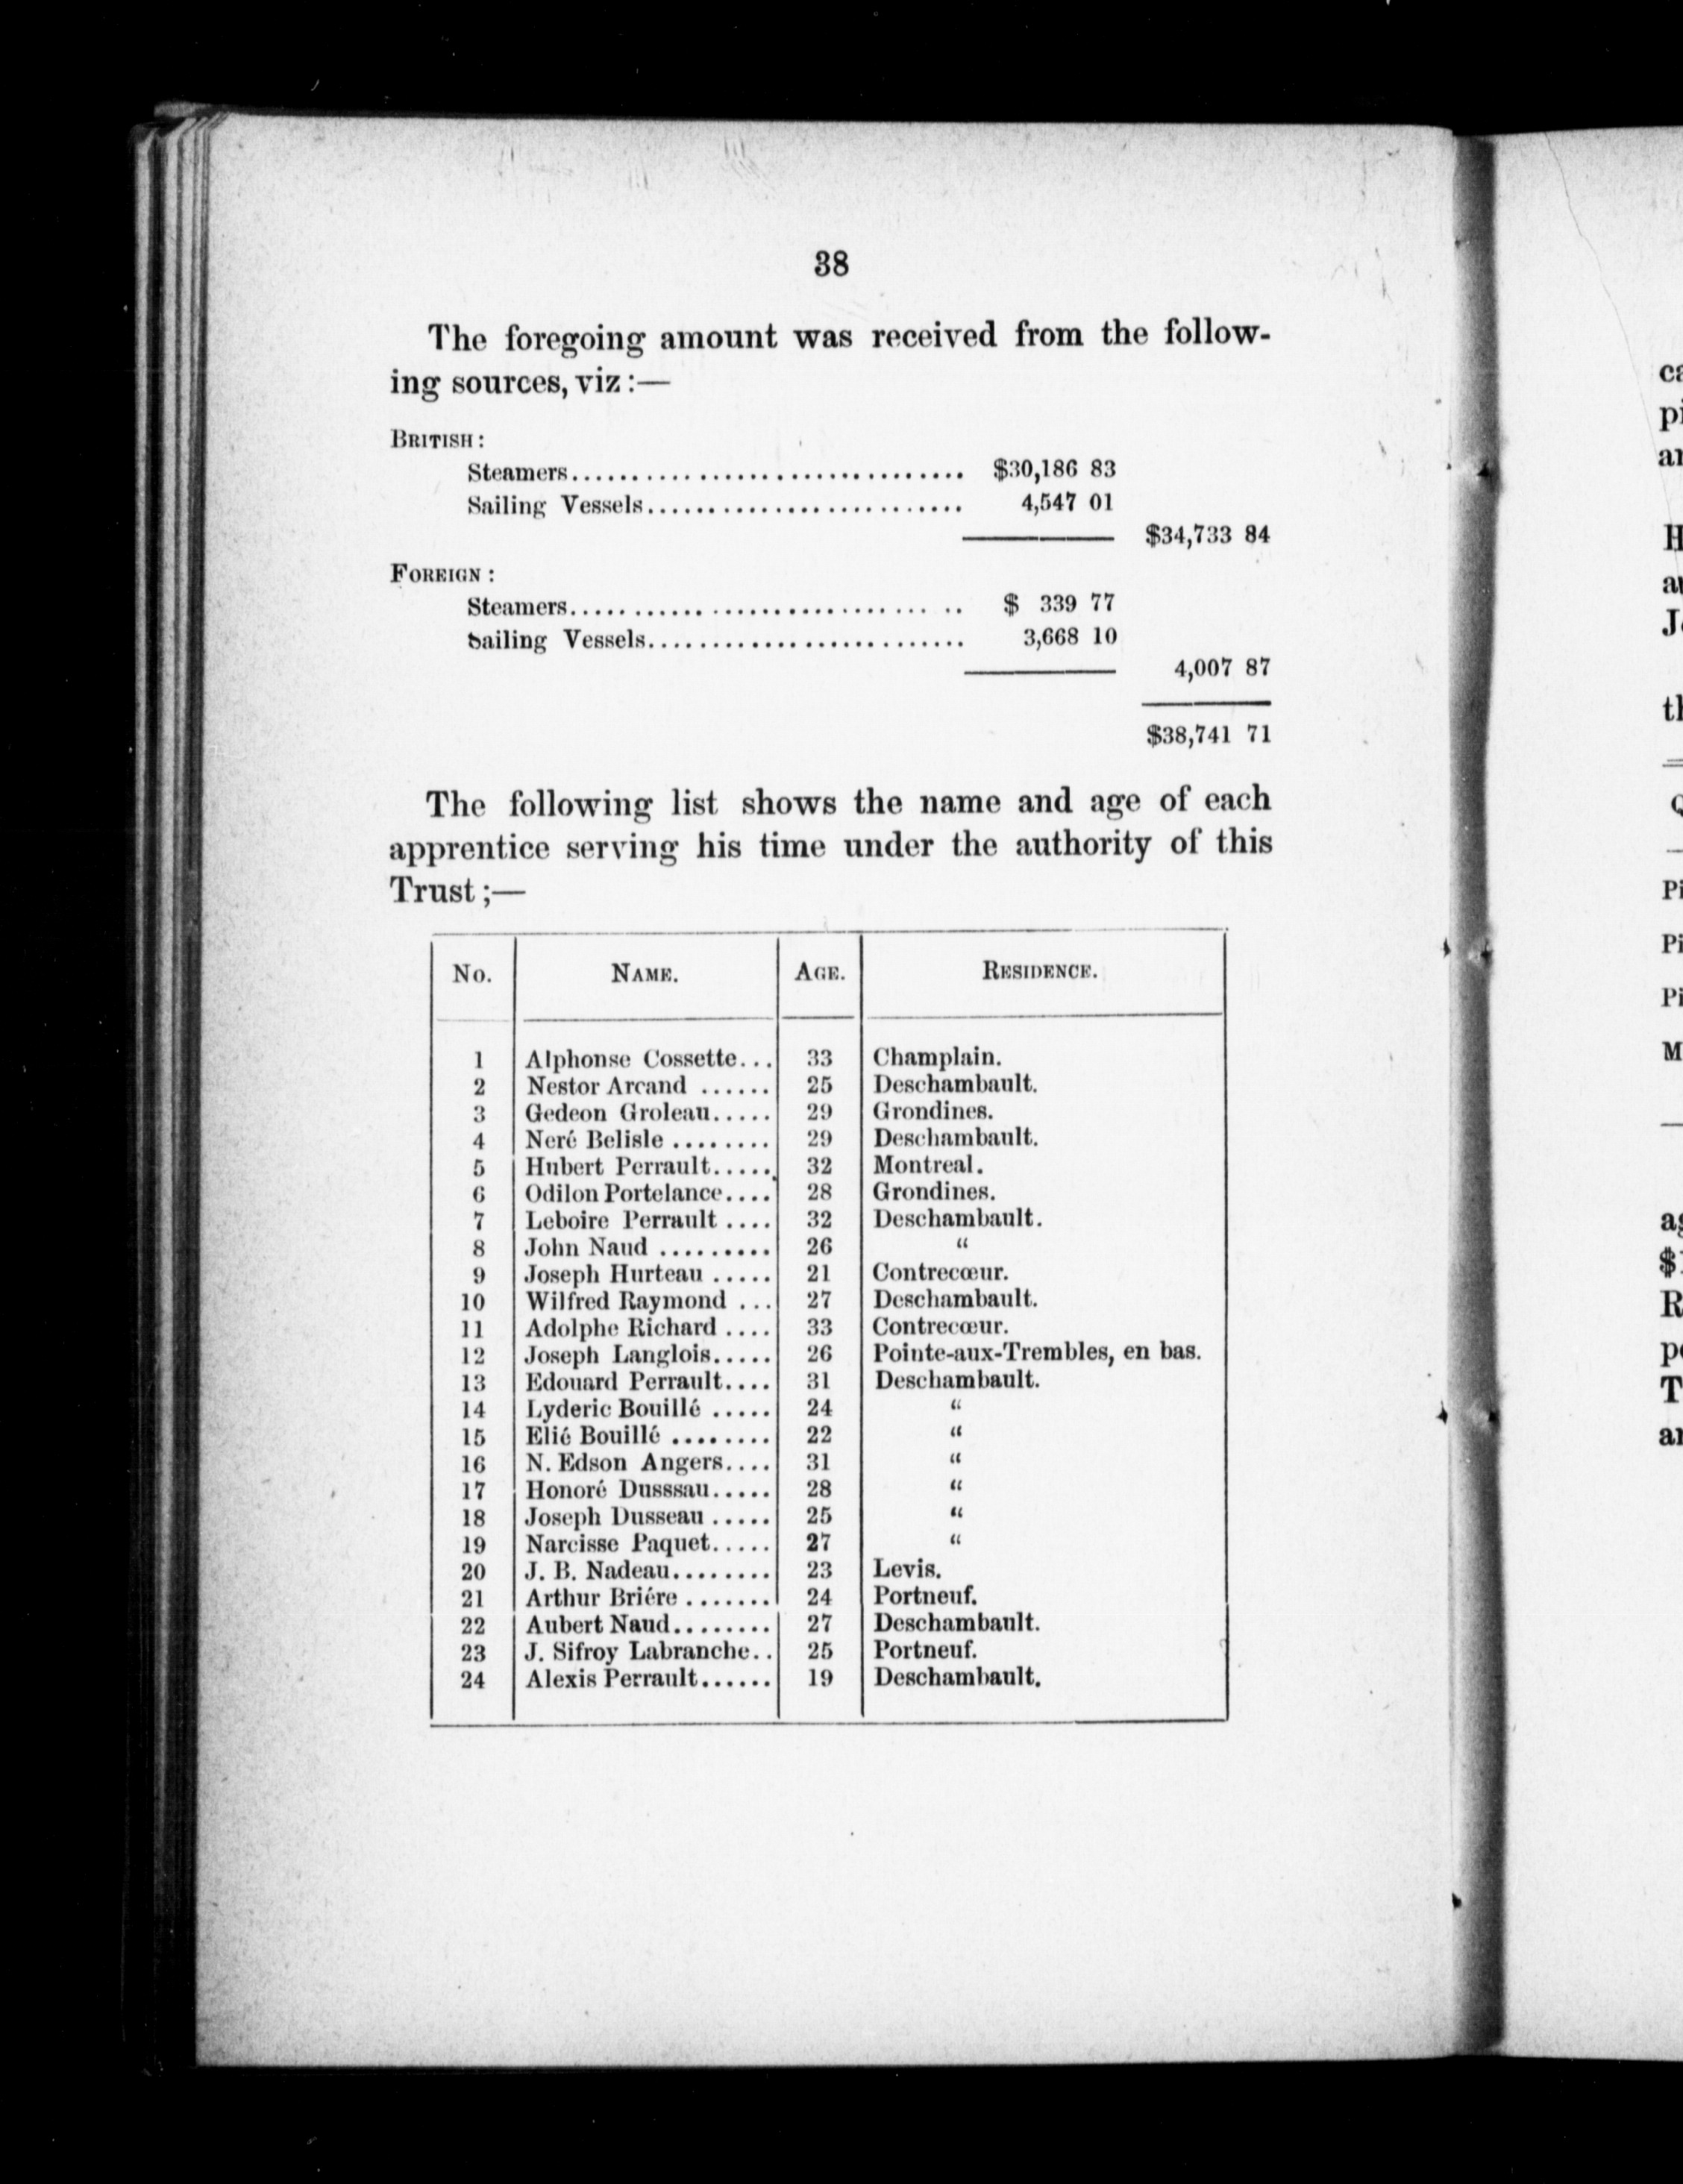 38
The foregoing amount was received from the follow-
ing sources, viz:—
BRITISH:
Steamers................................ $30,186 83
Sailing Vessels.......................... 4,547 01
$34,733 84
FOREIGN:
Steamers................................ $ 339 77
Sailing Vessels.......................... 3,668 10
4,007 87
$38,741 71
The following list shows the name and age of each
apprentice serving his time under the authority of this
Trust;—
No. NAME. AGE. RESIDENCE.
1 Alphonse Cossette... 33 Champlain.
2 Nestor Arcand ...... 25 Deschambault.
3 Gedeon Groleau..... 29 Grondines.
4 Neré Belisle ........ 29 Deschambault.
5 Hubert Perrault..... 32 Montreal.
6 Odilon Portelance.... 28 Grondines.
7 Leboire Perrault .... 32 Deschambault.
8 John Naud ......... 26 "
9 Joseph Hurteau ..... 21 Contrecœur.
10 Wilfred Raymond ... 27 Deschambault.
11 Adolphe Richard .... 33 Contrecœur.
12 Joseph Langlois..... 26 Pointe-aux-Trembles, en bas.
13 Edouard Perrault.... 31 Deschambault.
14 Lyderic Bouillé ..... 24 "
15 Elié Bouillé ........ 22 "
16 N. Edson Angers.... 31 "
17 Honoré Dusssau..... 28 "
18 Joseph Dusseau ..... 25 "
19 Narcisse Paquet..... 27 "
20 J. B. Nadeau........ 23 Levis.
21 Arthur Briére ....... 24 Portneuf.
22 Aubert Naud........ 27 Deschambault.
23 J. Sifroy Labranche.. 25 Portneuf.
24 Alexis Perrault...... 19 Deschambault.